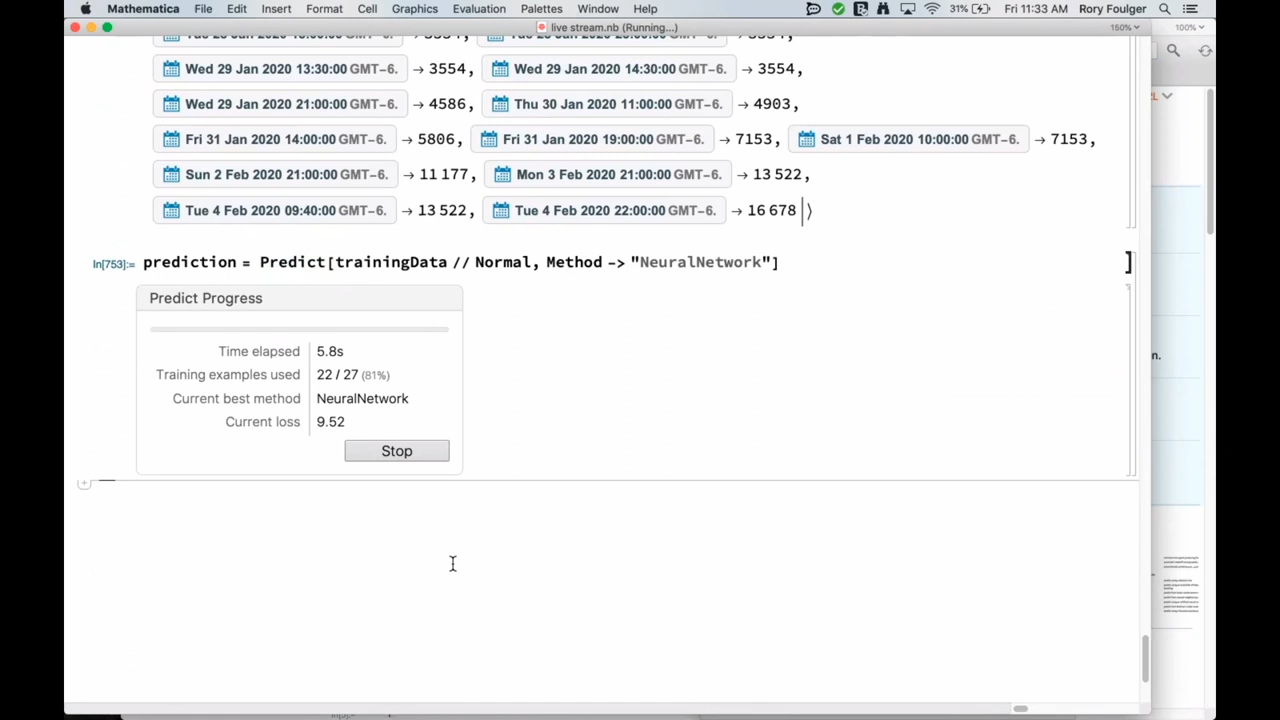 Mathematica File Edit Insert Format Cell Graphics Evaluation Palettes Window Help 31% Fri 11:33 AM Rory Foulger
live stream.nb (Running...) 150% 100%
Wed 29 Jan 2020 13:30:00 GMT-6. → 3554, Wed 29 Jan 2020 14:30:00 GMT-6. → 3554,
Wed 29 Jan 2020 21:00:00 GMT-6. → 4586, Thu 30 Jan 2020 11:00:00 GMT-6. → 4903,
Fri 31 Jan 2020 14:00:00 GMT-6. → 5806, Fri 31 Jan 2020 19:00:00 GMT-6. → 7153, Sat 1 Feb 2020 10:00:00 GMT-6. → 7153,
Sun 2 Feb 2020 21:00:00 GMT-6. → 11 177, Mon 3 Feb 2020 21:00:00 GMT-6. → 13 522,
Tue 4 Feb 2020 09:40:00 GMT-6. → 13 522, Tue 4 Feb 2020 22:00:00 GMT-6. → 16 678 |⟩
In[753]:= prediction = Predict[trainingData // Normal, Method -> "NeuralNetwork"]
Predict Progress
Time elapsed 5.8s
Training examples used 22 / 27 (81%)
Current best method NeuralNetwork
Current loss 9.52
Stop
n.